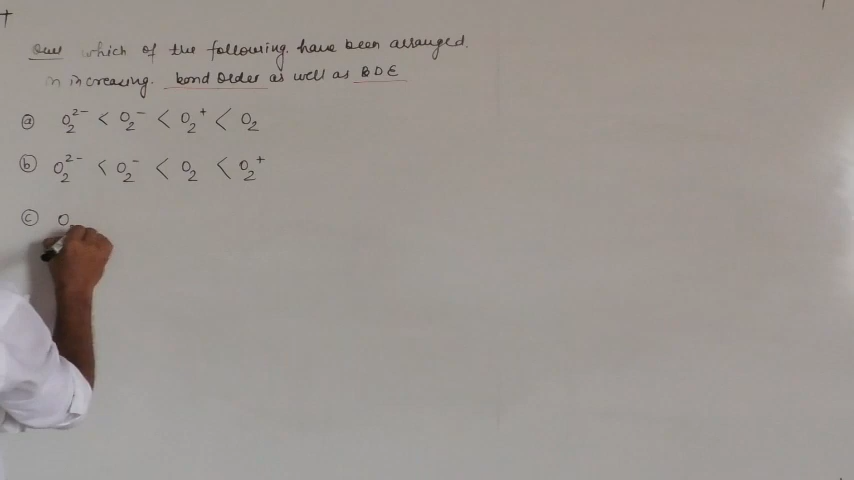 Ques which of the following. have been arranged.
in increasing. bond order as well as BDE
ⓐ O₂²⁻ < O₂⁻ < O₂⁺ < O₂
ⓑ O₂²⁻ < O₂⁻ < O₂ < O₂⁺
ⓒ O